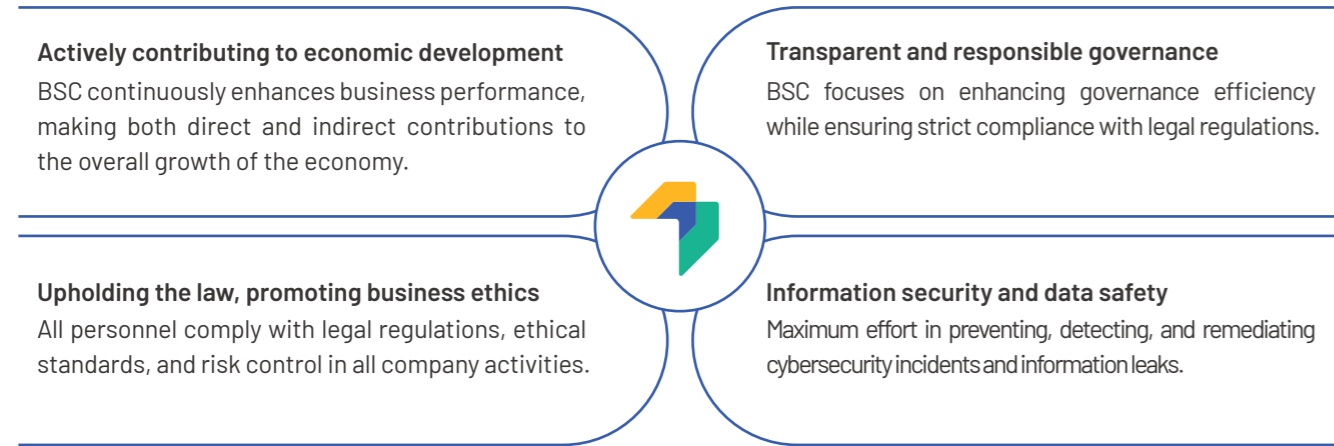 Actively contributing to economic development
BSC continuously enhances business performance,
making both direct and indirect contributions to
the overall growth of the economy.
Transparent and responsible governance
BSC focuses on enhancing governance efficiency
while ensuring strict compliance with legal regulations.
Upholding the law, promoting business ethics
All personnel comply with legal regulations, ethical
standards, and risk control in all company activities.
Information security and data safety
Maximum effort in preventing, detecting, and remediating
cybersecurity incidents and information leaks.